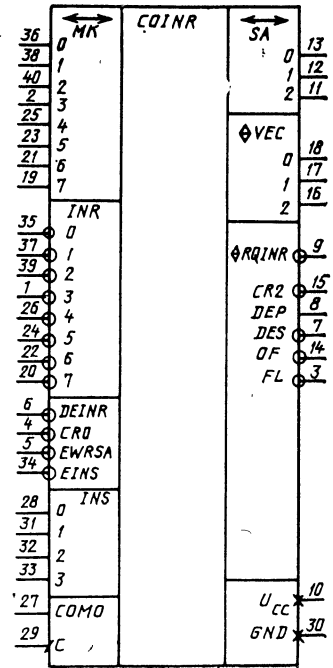 COINR
MK
36 0
38 1
40 2
2 3
25 4
23 5
21 6
19 7
INR
35 0
37 1
39 2
1 3
26 4
24 5
22 6
20 7
6 DEINR
4 CRO
5 EWRSA
34 EINS
INS
28 0
31 1
32 2
33 3
27 COMO
29 C
SA
0 13
1 12
2 11
VEC
0 18
1 17
2 16
RQINR 9
CR2 15
DEP 8
DES 7
OF 14
FL 3
UCC 10
GND 30